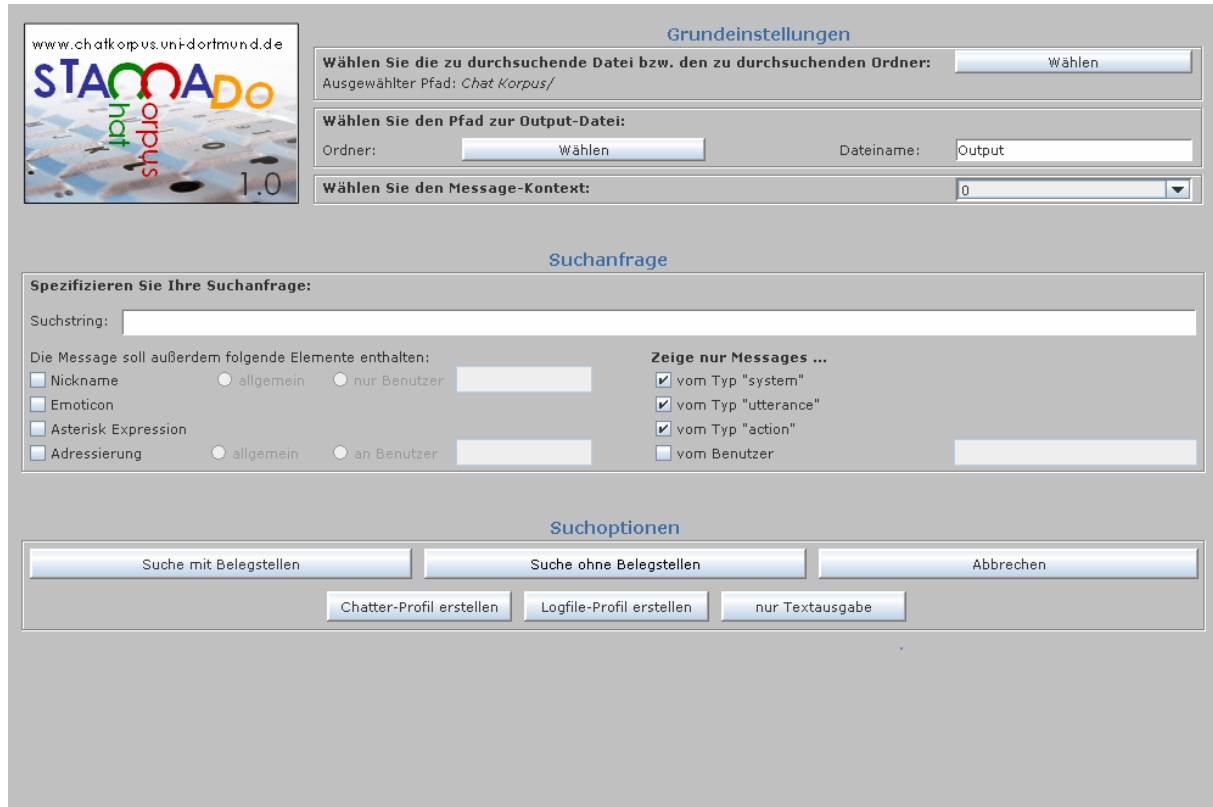 www.chatkorpus.uni-dortmund.de
STACCADO
Chat
Korpus
1.0
Grundeinstellungen
Wählen Sie die zu durchsuchende Datei bzw. den zu durchsuchenden Ordner:
Wählen
Ausgewählter Pfad: Chat Korpus/
Wählen Sie den Pfad zur Output-Datei:
Ordner: Wählen Dateiname: Output
Wählen Sie den Message-Kontext: 0
Suchanfrage
Spezifizieren Sie Ihre Suchanfrage:
Suchstring:
Die Message soll außerdem folgende Elemente enthalten: Zeige nur Messages ...
Nickname allgemein nur Benutzer vom Typ "system"
Emoticon vom Typ "utterance"
Asterisk Expression vom Typ "action"
Adressierung allgemein an Benutzer vom Benutzer
Suchoptionen
Suche mit Belegstellen Suche ohne Belegstellen Abbrechen
Chatter-Profil erstellen Logfile-Profil erstellen nur Textausgabe